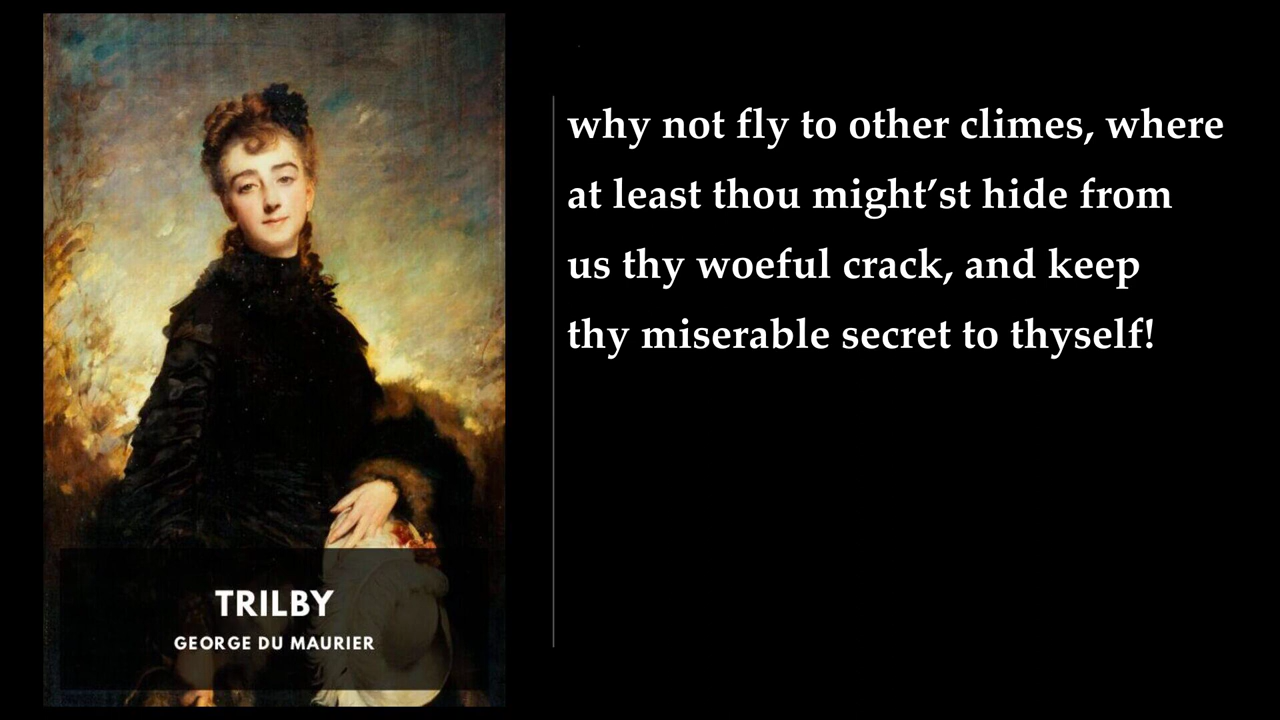 TRILBY
GEORGE DU MAURIER
why not fly to other climes, where
at least thou might’st hide from
us thy woeful crack, and keep
thy miserable secret to thyself!